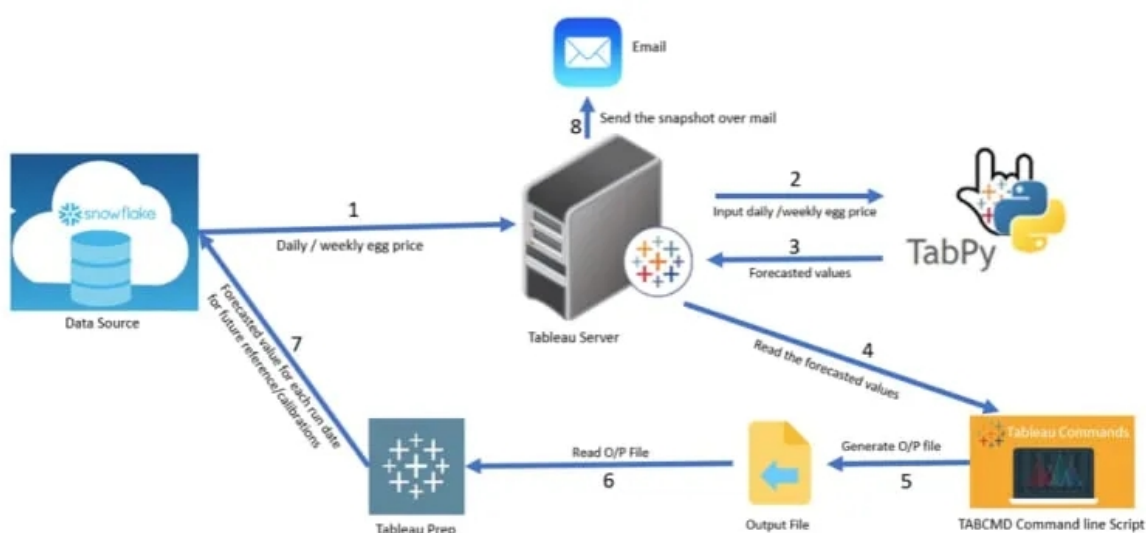 Email
8
Send the snapshot over mail
snowflake
1
Daily / weekly egg price
Data Source
2
Input daily /weekly egg price
3
Forecasted values
TabPy
Tableau Server
4
Read the forecasted values
7
Forecasted value for each run date
for future reference/calibrations
Tableau Commands
Generate O/P file
5
Read O/P File
6
Tableau Prep
Output File
TABCMD Command line Script